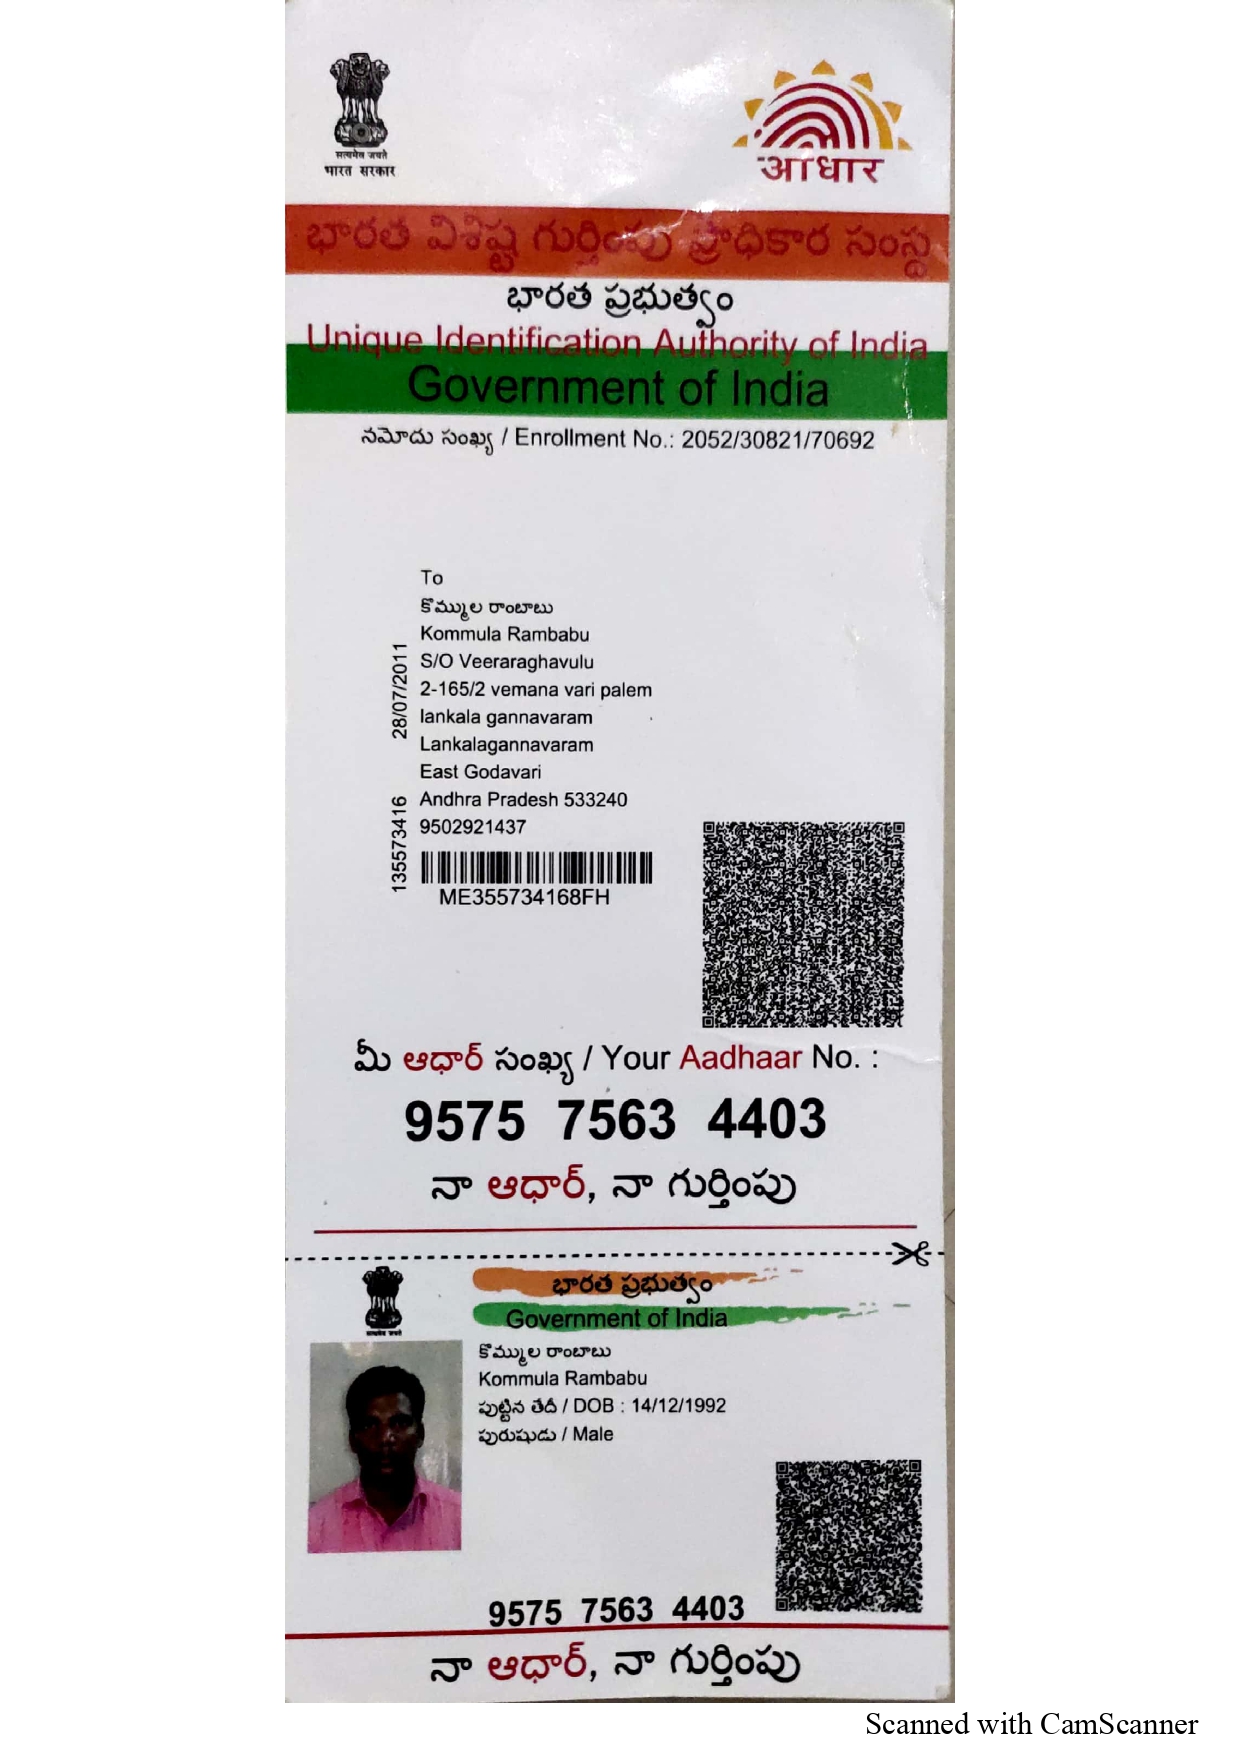 सत्यमेव जयते
भारत सरकार
आधार
భారత విశిష్ట గుర్తింపు ప్రాధికార సంస్థ
భారత ప్రభుత్వం
Unique Identification Authority of India
Government of India
నమోదు సంఖ్య / Enrollment No.: 2052/30821/70692
To
కొమ్ముల రాంబాబు
Kommula Rambabu
S/O Veeraraghavulu
2-165/2 vemana vari palem
lankala gannavaram
Lankalagannavaram
East Godavari
Andhra Pradesh 533240
9502921437
28/07/2011
135573416
ME355734168FH
మీ ఆధార్ సంఖ్య / Your Aadhaar No. :
9575 7563 4403
నా ఆధార్, నా గుర్తింపు
భారత ప్రభుత్వం
Government of India
सत्यमेव जयते
కొమ్ముల రాంబాబు
Kommula Rambabu
పుట్టిన తేదీ / DOB : 14/12/1992
పురుషుడు / Male
9575 7563 4403
నా ఆధార్, నా గుర్తింపు
Scanned with CamScanner